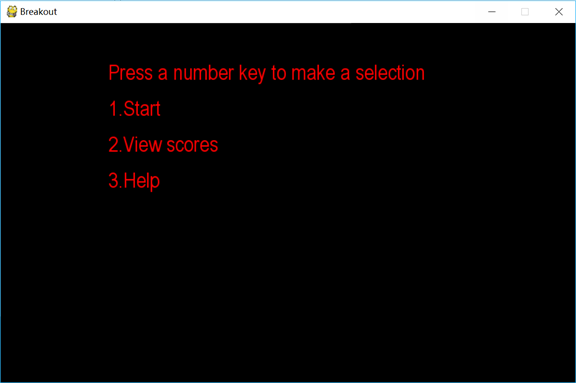 Breakout
Press a number key to make a selection
1.Start
2.View scores
3.Help